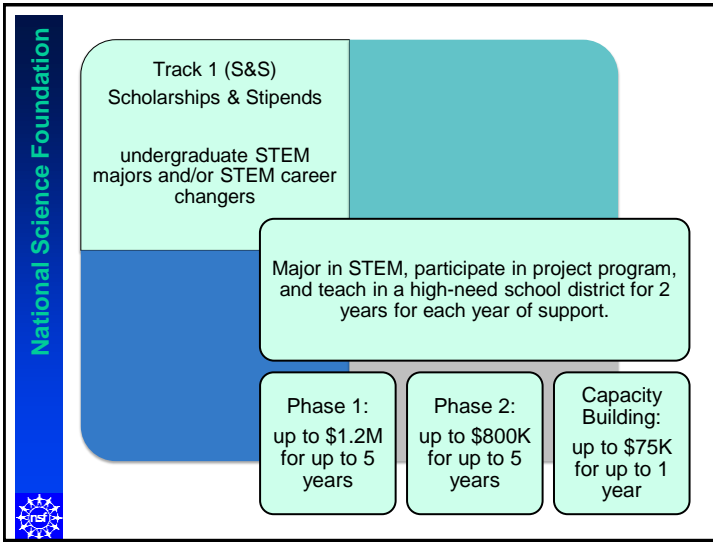 National Science Foundation
Track 1 (S&S)
Scholarships & Stipends
undergraduate STEM
majors and/or STEM career
changers
Major in STEM, participate in project program,
and teach in a high-need school district for 2
years for each year of support.
Phase 1:
up to $1.2M
for up to 5
years
Phase 2:
up to $800K
for up to 5
years
Capacity
Building:
up to $75K
for up to 1
year
nsf